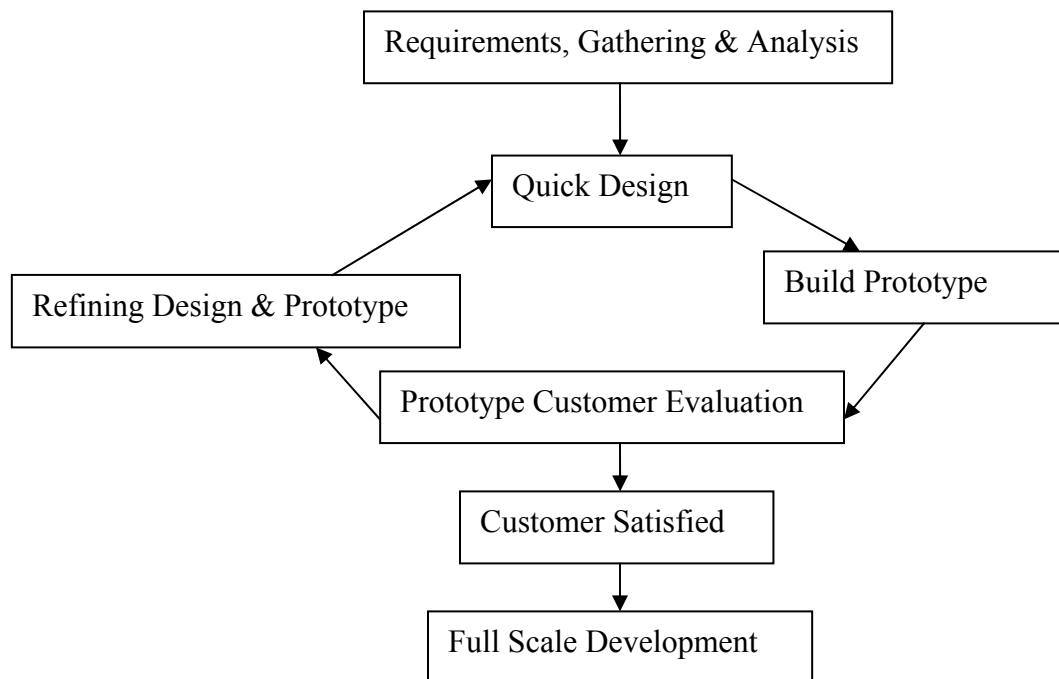 Requirements, Gathering & Analysis
Quick Design
Build Prototype
Refining Design & Prototype
Prototype Customer Evaluation
Customer Satisfied
Full Scale Development